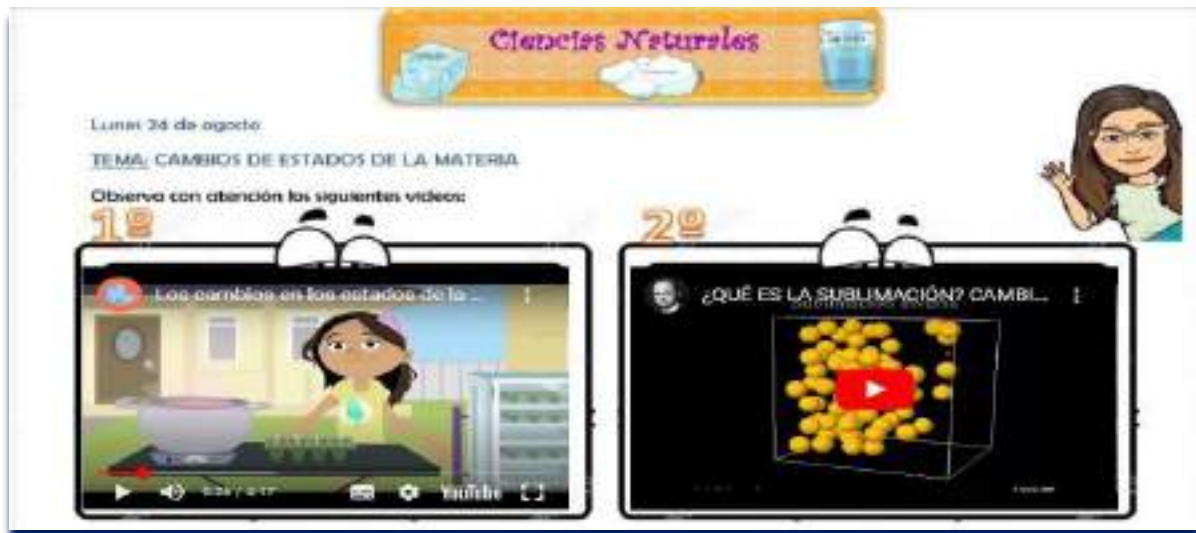 Ciencias Naturales
Lunes 24 de agosto
TEMA: CAMBIOS DE ESTADOS DE LA MATERIA
Observa con atención los siguientes videos:
1º
2º
Los cambios en los estados de la ...
¿QUÉ ES LA SUBLIMACIÓN? CAMBI...
YouTube